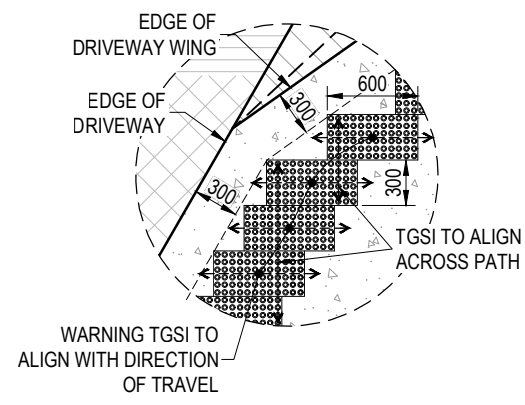 EDGE OF
DRIVEWAY WING
600
EDGE OF
DRIVEWAY
300
300
300
TGSI TO ALIGN
ACROSS PATH
WARNING TGSI TO
ALIGN WITH DIRECTION
OF TRAVEL